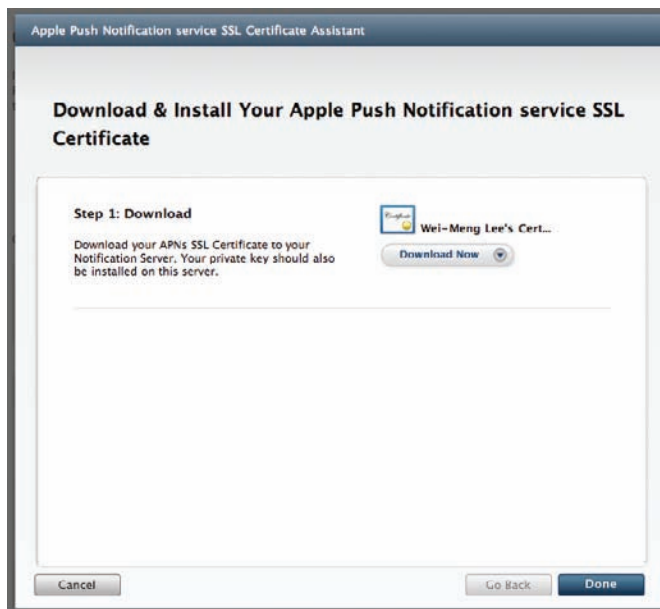 Apple Push Notification service SSL Certificate Assistant
Download & Install Your Apple Push Notification service SSL
Certificate
Step 1: Download
Download your APNs SSL Certificate to your
Notification Server. Your private key should also
be installed on this server.
Certificate
Wei-Meng Lee's Cert...
Download Now
Cancel
Go Back
Done